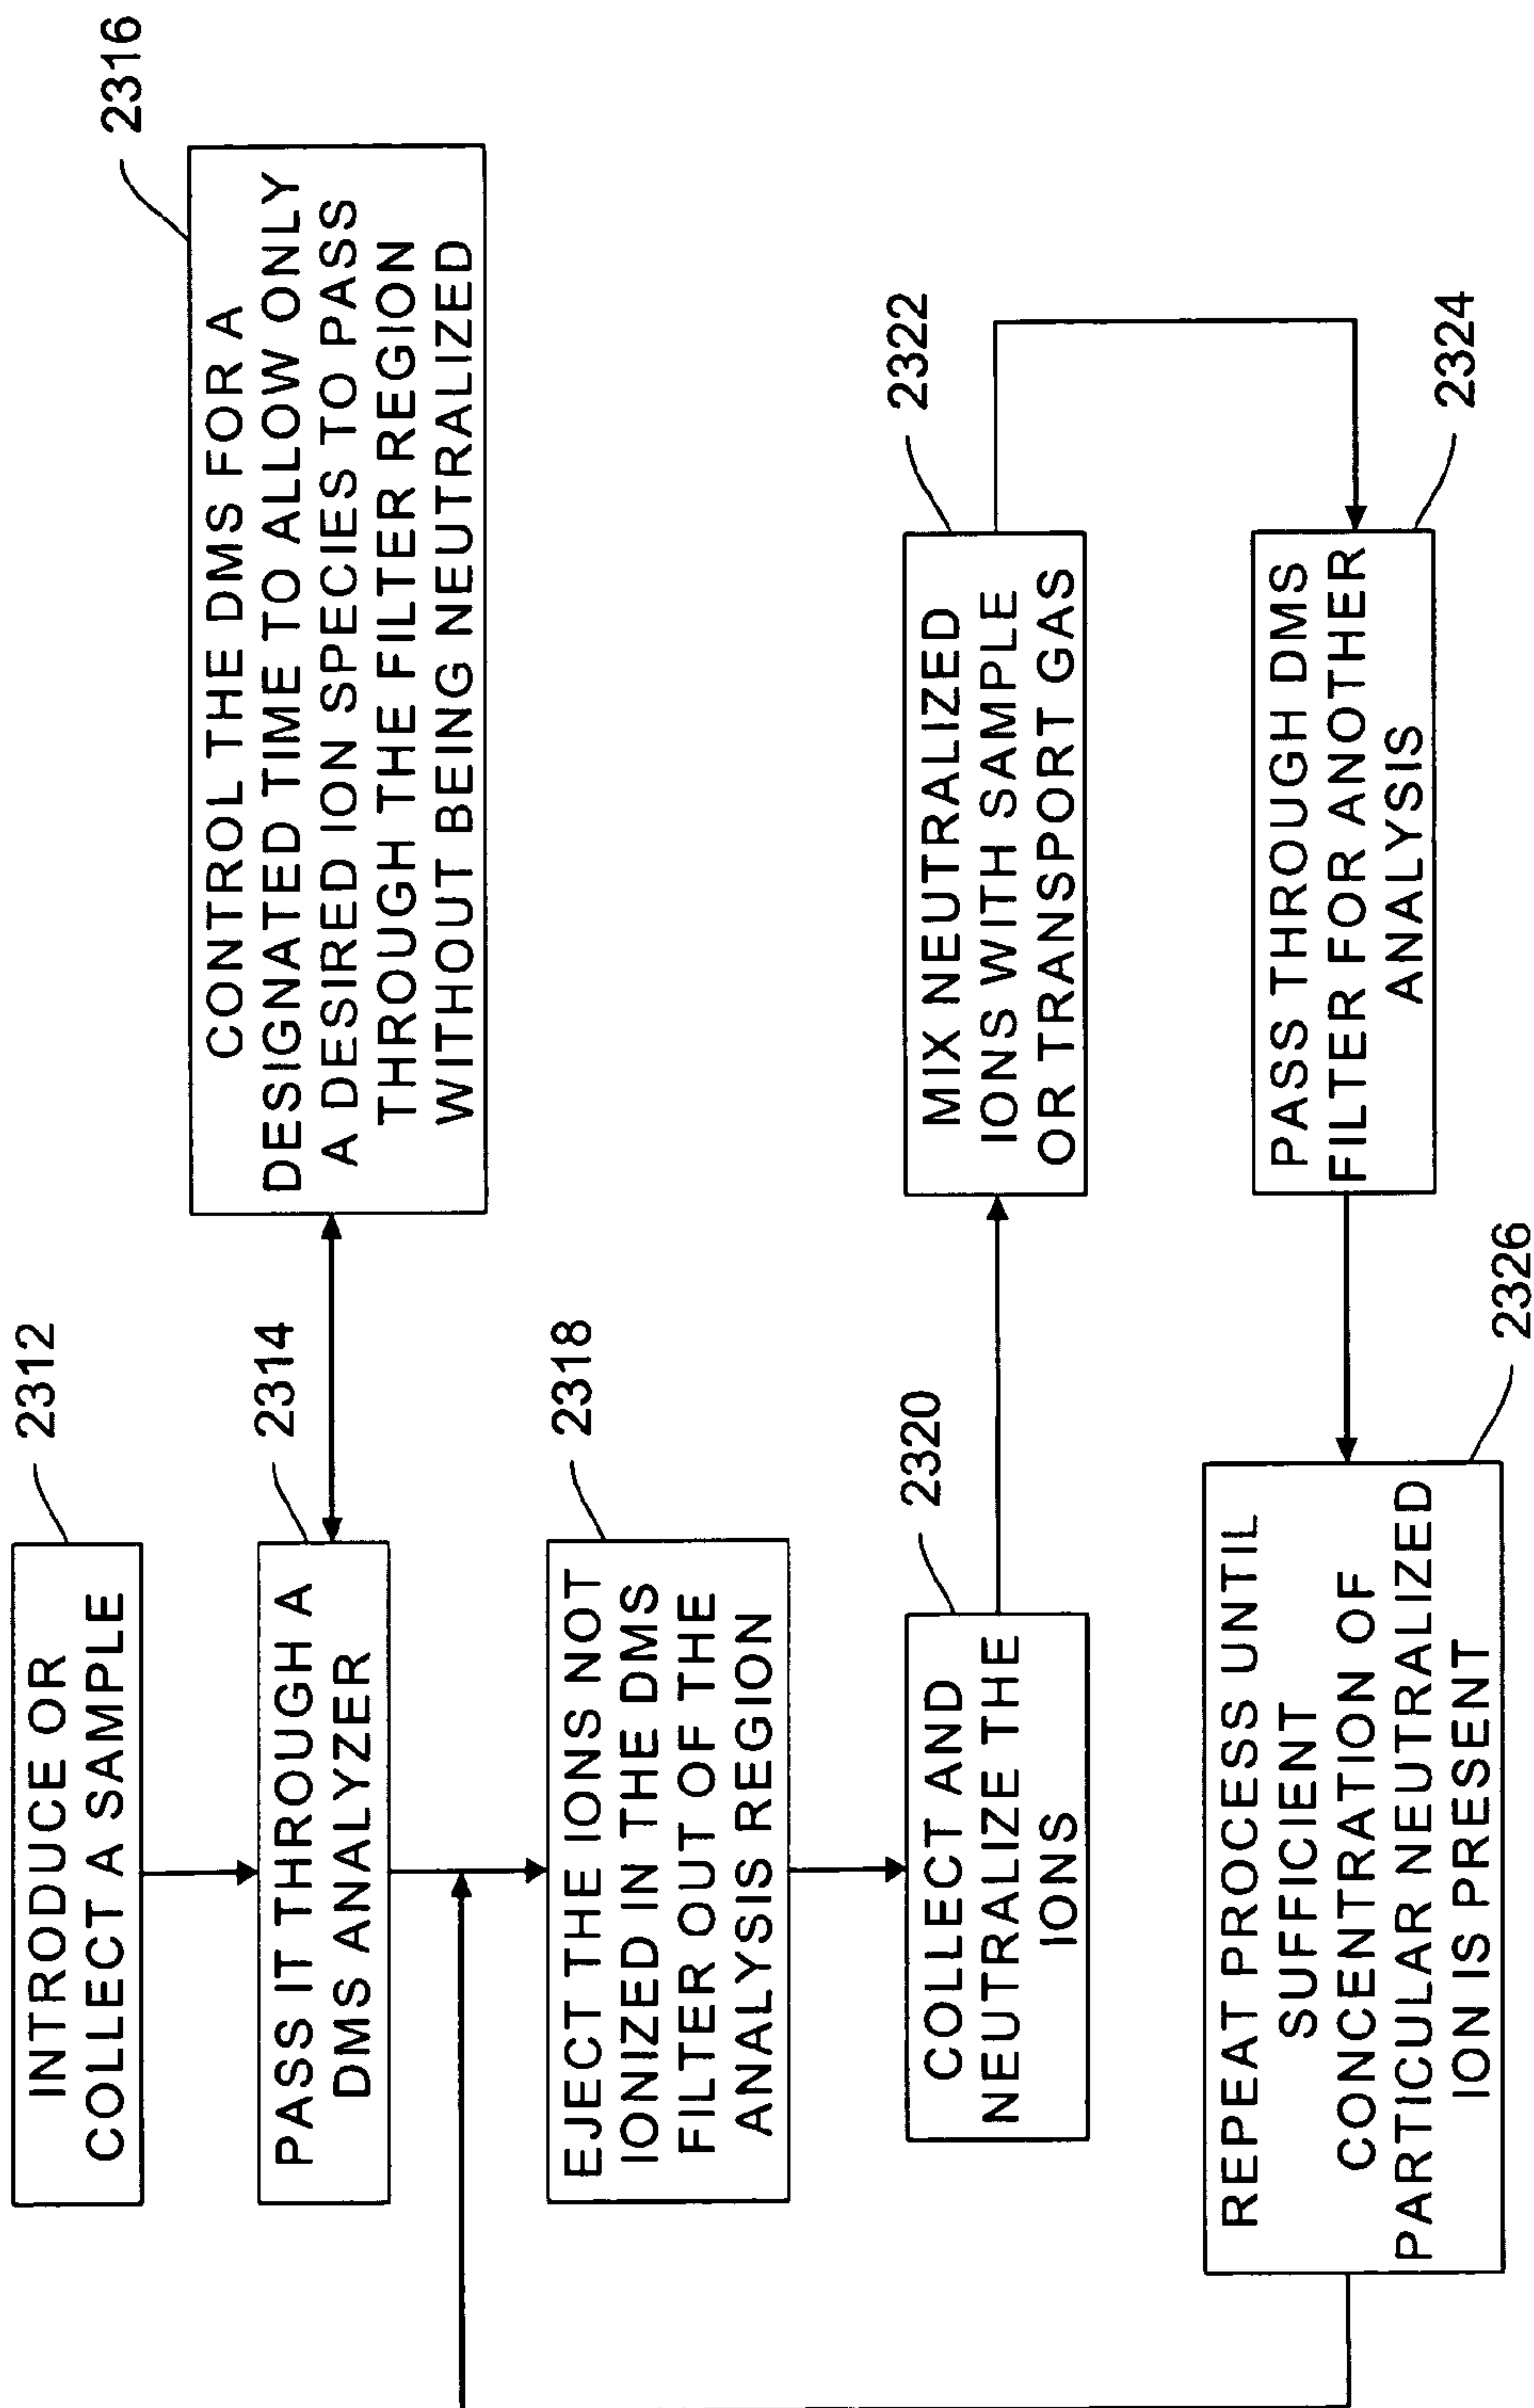 2312
INTRODUCE OR
COLLECT A SAMPLE
2314
PASS IT THROUGH A
DMS ANALYZER
2316
CONTROL THE DMS FOR A
DESIGNATED TIME TO ALLOW ONLY
A DESIRED ION SPECIES TO PASS
THROUGH THE FILTER REGION
WITHOUT BEING NEUTRALIZED
2318
EJECT THE IONS NOT
IONIZED IN THE DMS
FILTER OUT OF THE
ANALYSIS REGION
2320
COLLECT AND
NEUTRALIZE THE
IONS
2322
MIX NEUTRALIZED
IONS WITH SAMPLE
OR TRANSPORT GAS
2324
PASS THROUGH DMS
FILTER FOR ANOTHER
ANALYSIS
2326
REPEAT PROCESS UNTIL
SUFFICIENT
CONCENTRATION OF
PARTICULAR NEUTRALIZED
ION IS PRESENT